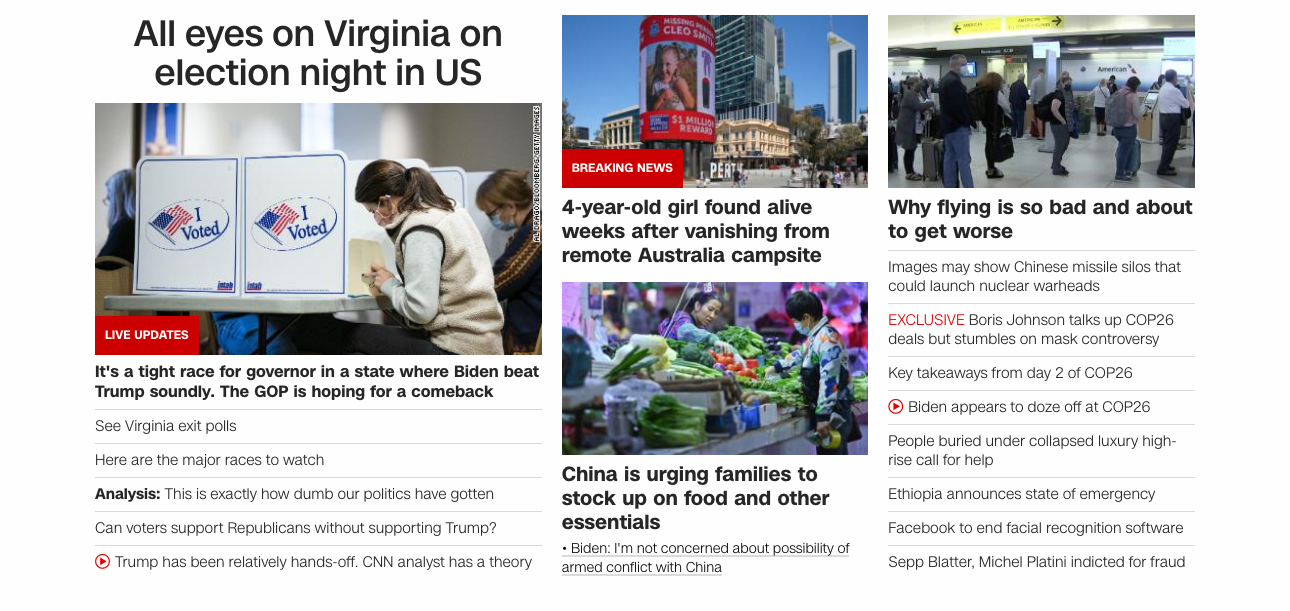 All eyes on Virginia on
election night in US
AL DRAGO/BLOOMBERG/GETTY IMAGES
I
Voted
I
Voted
LIVE UPDATES
It's a tight race for governor in a state where Biden beat
Trump soundly. The GOP is hoping for a comeback
See Virginia exit polls
Here are the major races to watch
Analysis: This is exactly how dumb our politics have gotten
Can voters support Republicans without supporting Trump?
Trump has been relatively hands-off. CNN analyst has a theory
MISSING PERSON
CLEO SMITH
$1 MILLION
REWARD
PERTH
BREAKING NEWS
4-year-old girl found alive
weeks after vanishing from
remote Australia campsite
China is urging families to
stock up on food and other
essentials
• Biden: I'm not concerned about possibility of
armed conflict with China
American
American
Why flying is so bad and about
to get worse
Images may show Chinese missile silos that
could launch nuclear warheads
EXCLUSIVE Boris Johnson talks up COP26
deals but stumbles on mask controversy
Key takeaways from day 2 of COP26
Biden appears to doze off at COP26
People buried under collapsed luxury high-
rise call for help
Ethiopia announces state of emergency
Facebook to end facial recognition software
Sepp Blatter, Michel Platini indicted for fraud